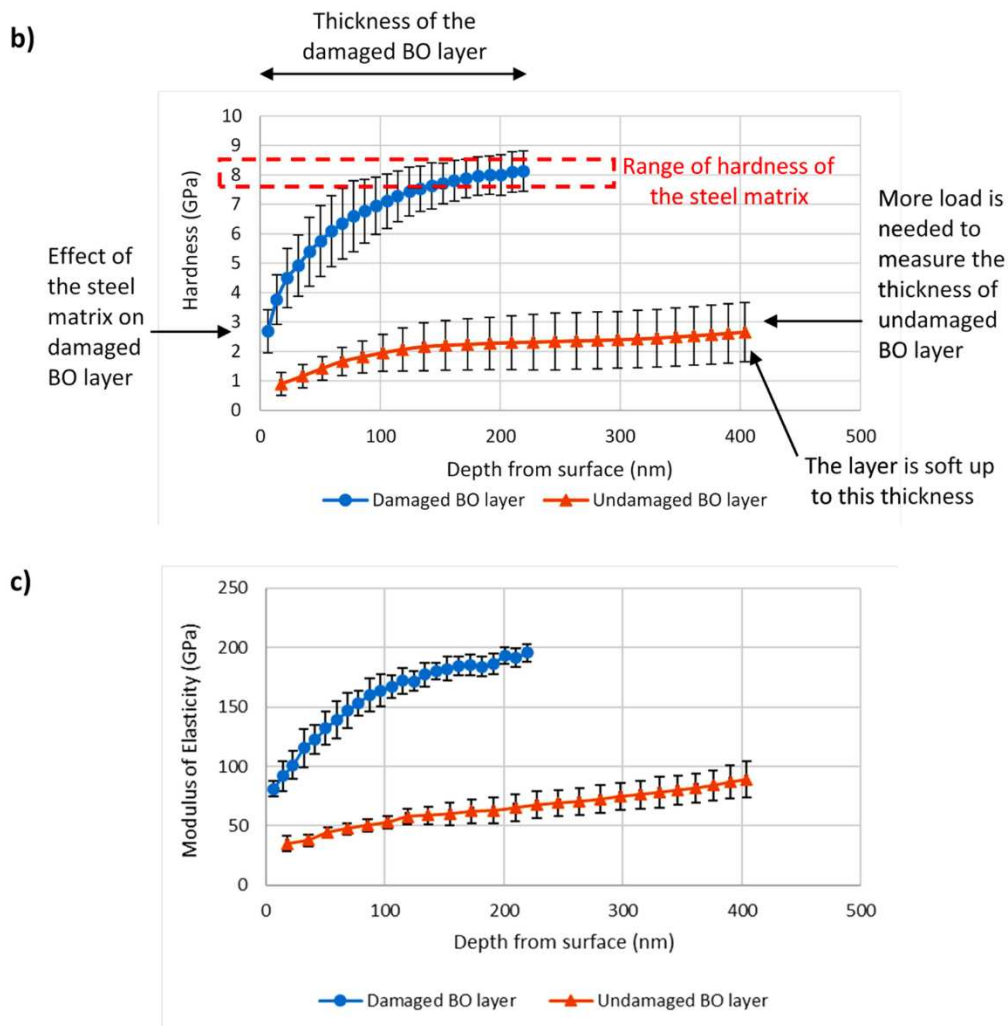 b)
Thickness of the
damaged BO layer
10
9
8
7
6
5
4
3
2
1
0
Hardness (GPa)
0 100 200 300 400 500
Depth from surface (nm)
Range of hardness of
the steel matrix
Effect of
the steel
matrix on
damaged
BO layer
More load is
needed to
measure the
thickness of
undamaged
BO layer
The layer is soft up
to this thickness
Damaged BO layer Undamaged BO layer
c)
250
200
150
100
50
0
Modulus of Elasticity (GPa)
0 100 200 300 400 500
Depth from surface (nm)
Damaged BO layer Undamaged BO layer